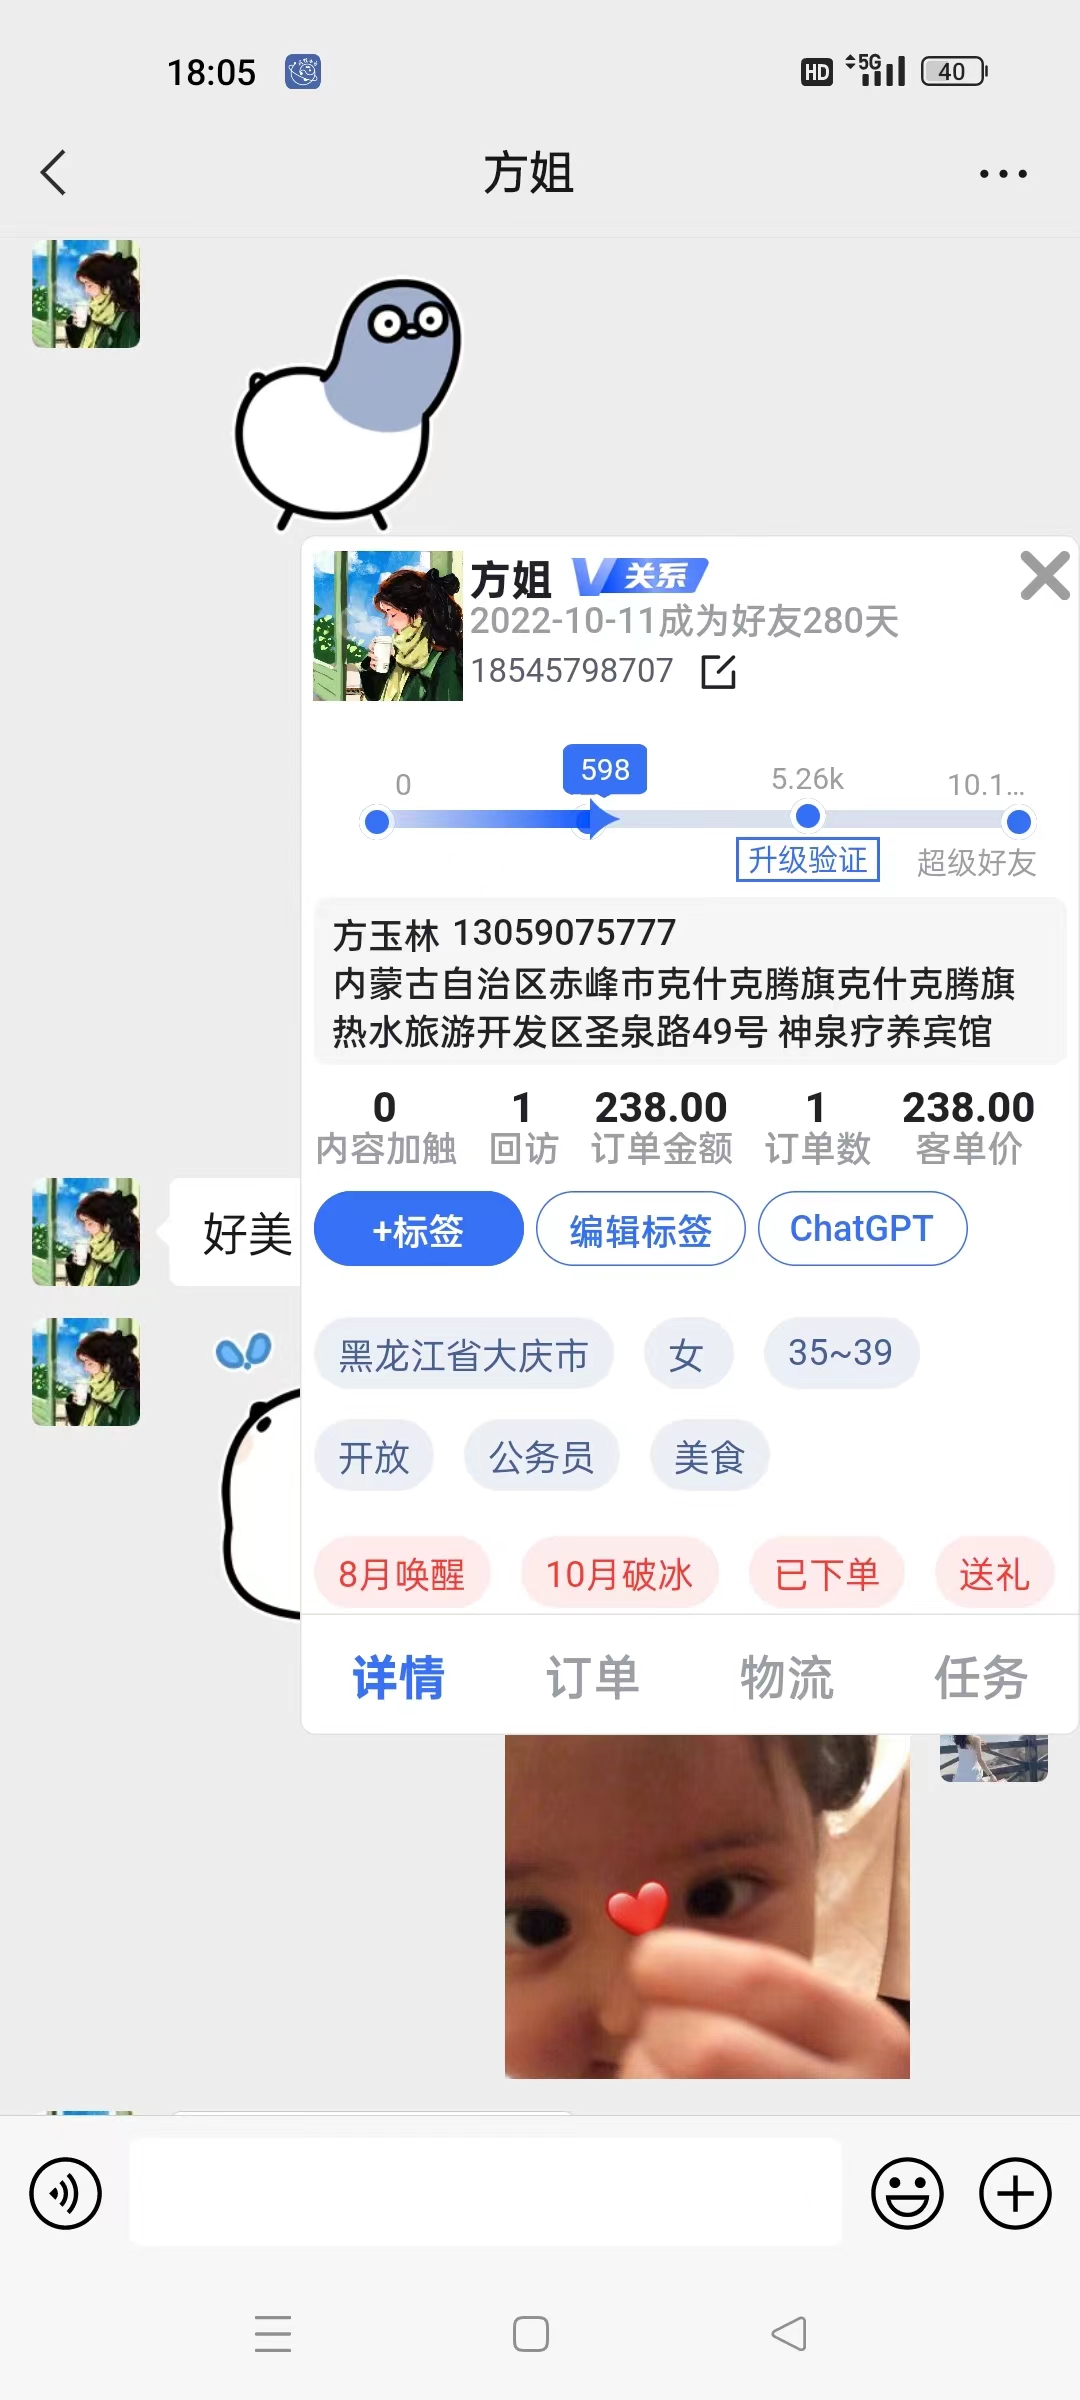 18:05
HD 5G 40
方姐
方姐 V关系
2022-10-11成为好友280天
18545798707
0 598 5.26k 10.1...
升级验证 超级好友
方玉林 13059075777
内蒙古自治区赤峰市克什克腾旗克什克腾旗
热水旅游开发区圣泉路49号 神泉疗养宾馆
0 1 238.00 1 238.00
内容加触 回访 订单金额 订单数 客单价
好美
+标签 编辑标签 ChatGPT
黑龙江省大庆市 女 35~39
开放 公务员 美食
8月唤醒 10月破冰 已下单 送礼
详情 订单 物流 任务